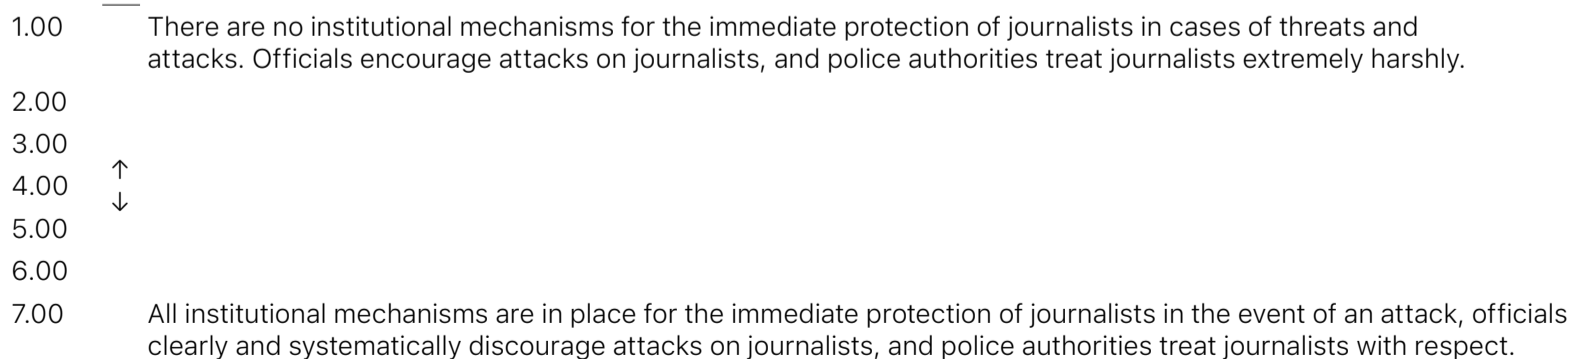 1.00 There are no institutional mechanisms for the immediate protection of journalists in cases of threats and
attacks. Officials encourage attacks on journalists, and police authorities treat journalists extremely harshly.
2.00
3.00
↑
4.00
↓
5.00
6.00
7.00 All institutional mechanisms are in place for the immediate protection of journalists in the event of an attack, officials
clearly and systematically discourage attacks on journalists, and police authorities treat journalists with respect.